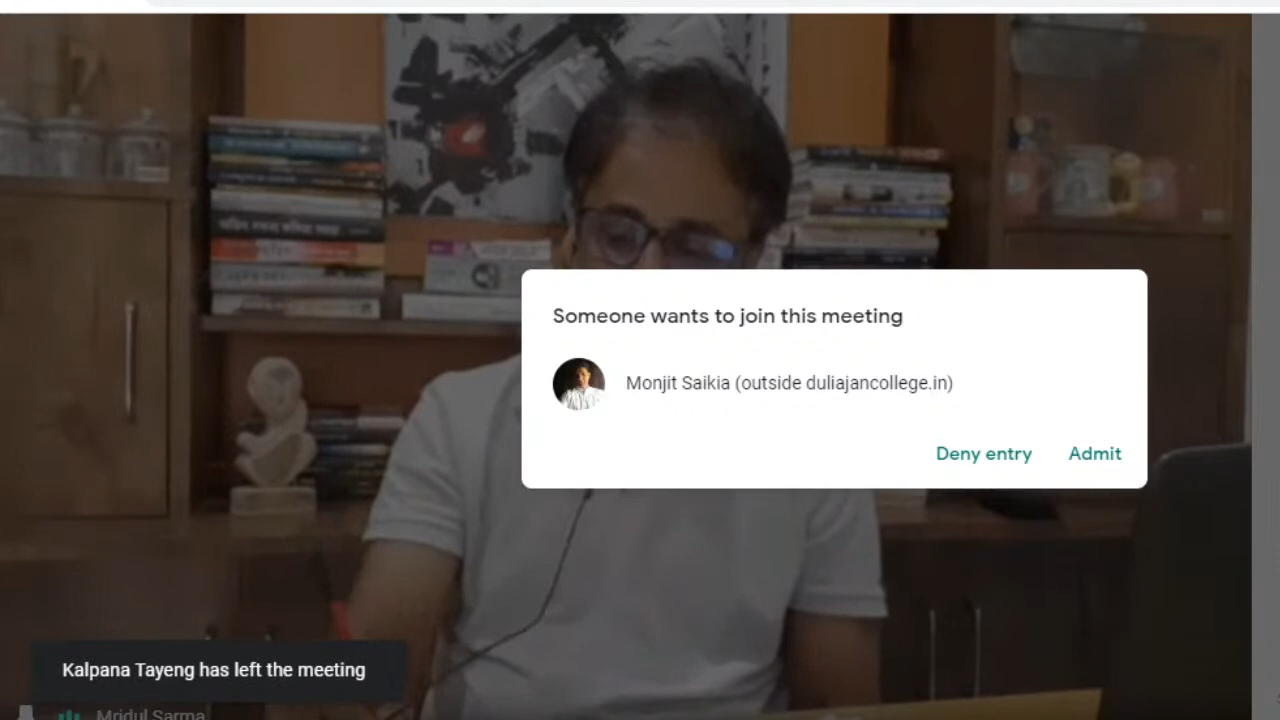 Someone wants to join this meeting
Monjit Saikia (outside duliajancollege.in)
Deny entry Admit
Kalpana Tayeng has left the meeting
Mridul Sarma